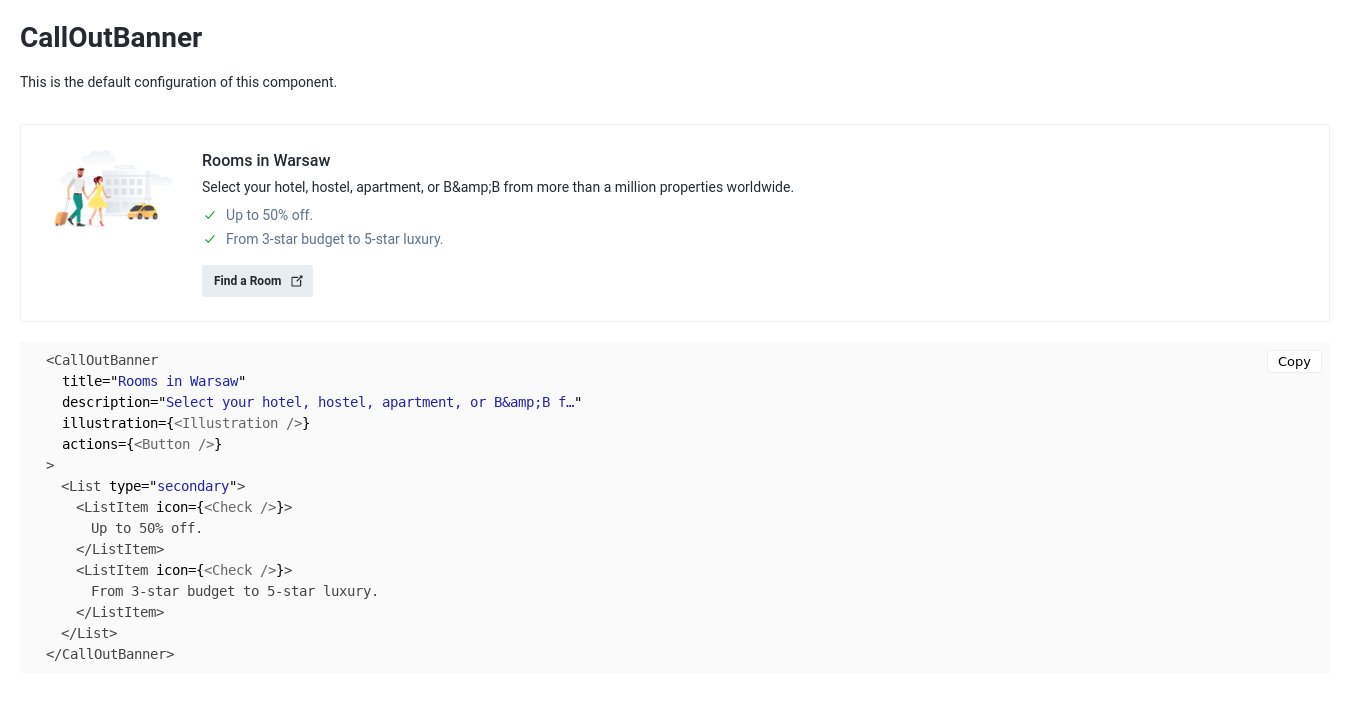 CallOutBanner
This is the default configuration of this component.
HOTEL
Rooms in Warsaw
Select your hotel, hostel, apartment, or B&amp;B from more than a million properties worldwide.
Up to 50% off.
From 3-star budget to 5-star luxury.
Find a Room
Copy
<CallOutBanner
title="Rooms in Warsaw"
description="Select your hotel, hostel, apartment, or B&amp;B f…"
illustration={<Illustration />}
actions={<Button />}
>
<List type="secondary">
<ListItem icon={<Check />}>
Up to 50% off.
</ListItem>
<ListItem icon={<Check />}>
From 3-star budget to 5-star luxury.
</ListItem>
</List>
</CallOutBanner>